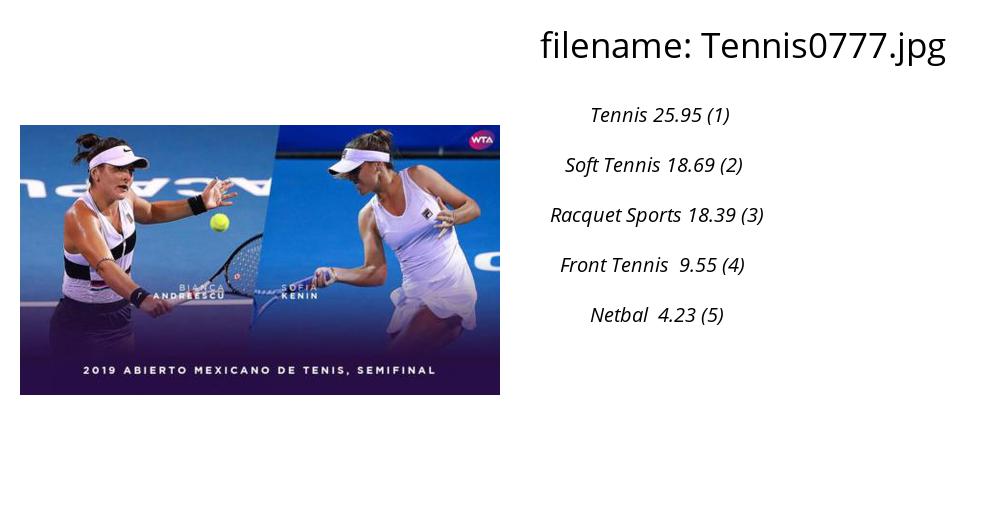 filename: Tennis0777.jpg
Tennis 25.95 (1)
Soft Tennis 18.69 (2)
Racquet Sports 18.39 (3)
Front Tennis 9.55 (4)
Netbal 4.23 (5)
WTA
ACAPU
BIANCA
ANDREESCU
SOFIA
KENIN
2019 ABIERTO MEXICANO DE TENIS, SEMIFINAL